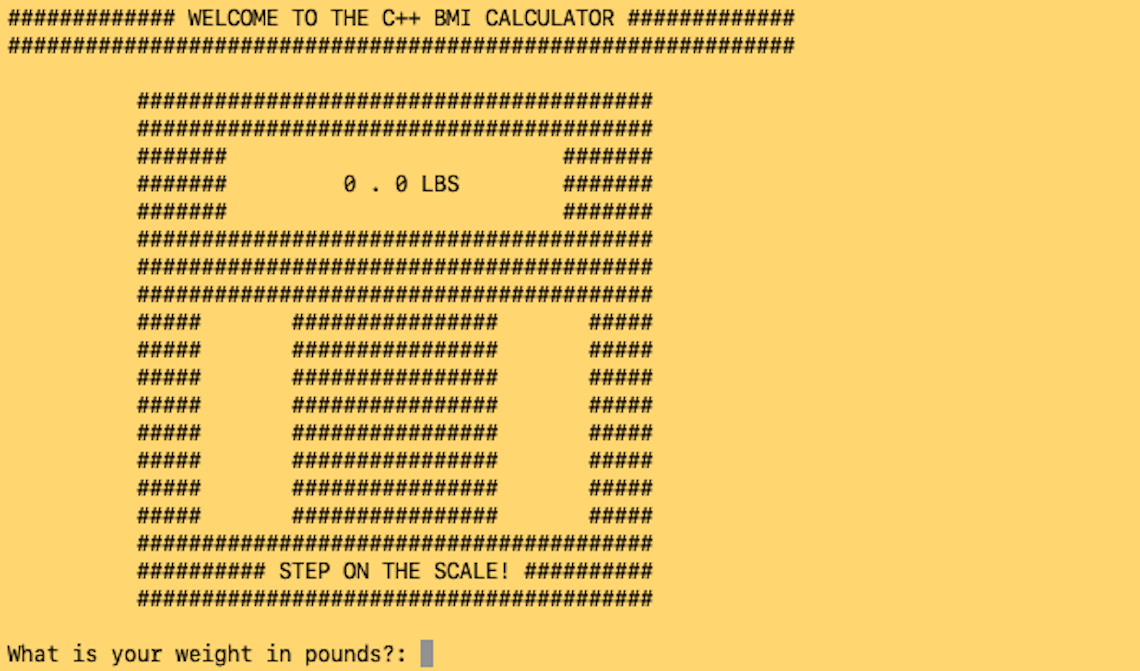 ############# WELCOME TO THE C++ BMI CALCULATOR #############
#############################################################
########################################
########################################
#######                          #######
#######         0 . 0 LBS        #######
#######                          #######
########################################
########################################
########################################
#####       ################       #####
#####       ################       #####
#####       ################       #####
#####       ################       #####
#####       ################       #####
#####       ################       #####
#####       ################       #####
#####       ################       #####
########################################
########## STEP ON THE SCALE! ##########
########################################
What is your weight in pounds?: